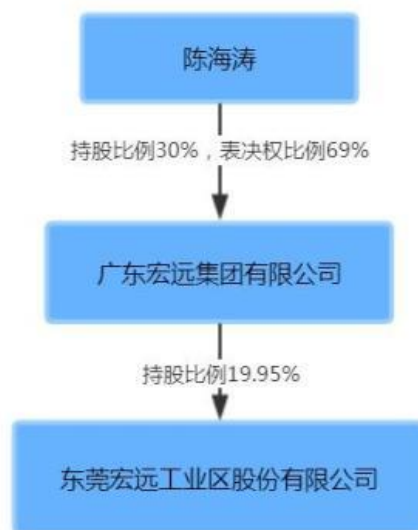 陈海涛
持股比例30%，表决权比例69%
广东宏远集团有限公司
持股比例19.95%
东莞宏远工业区股份有限公司